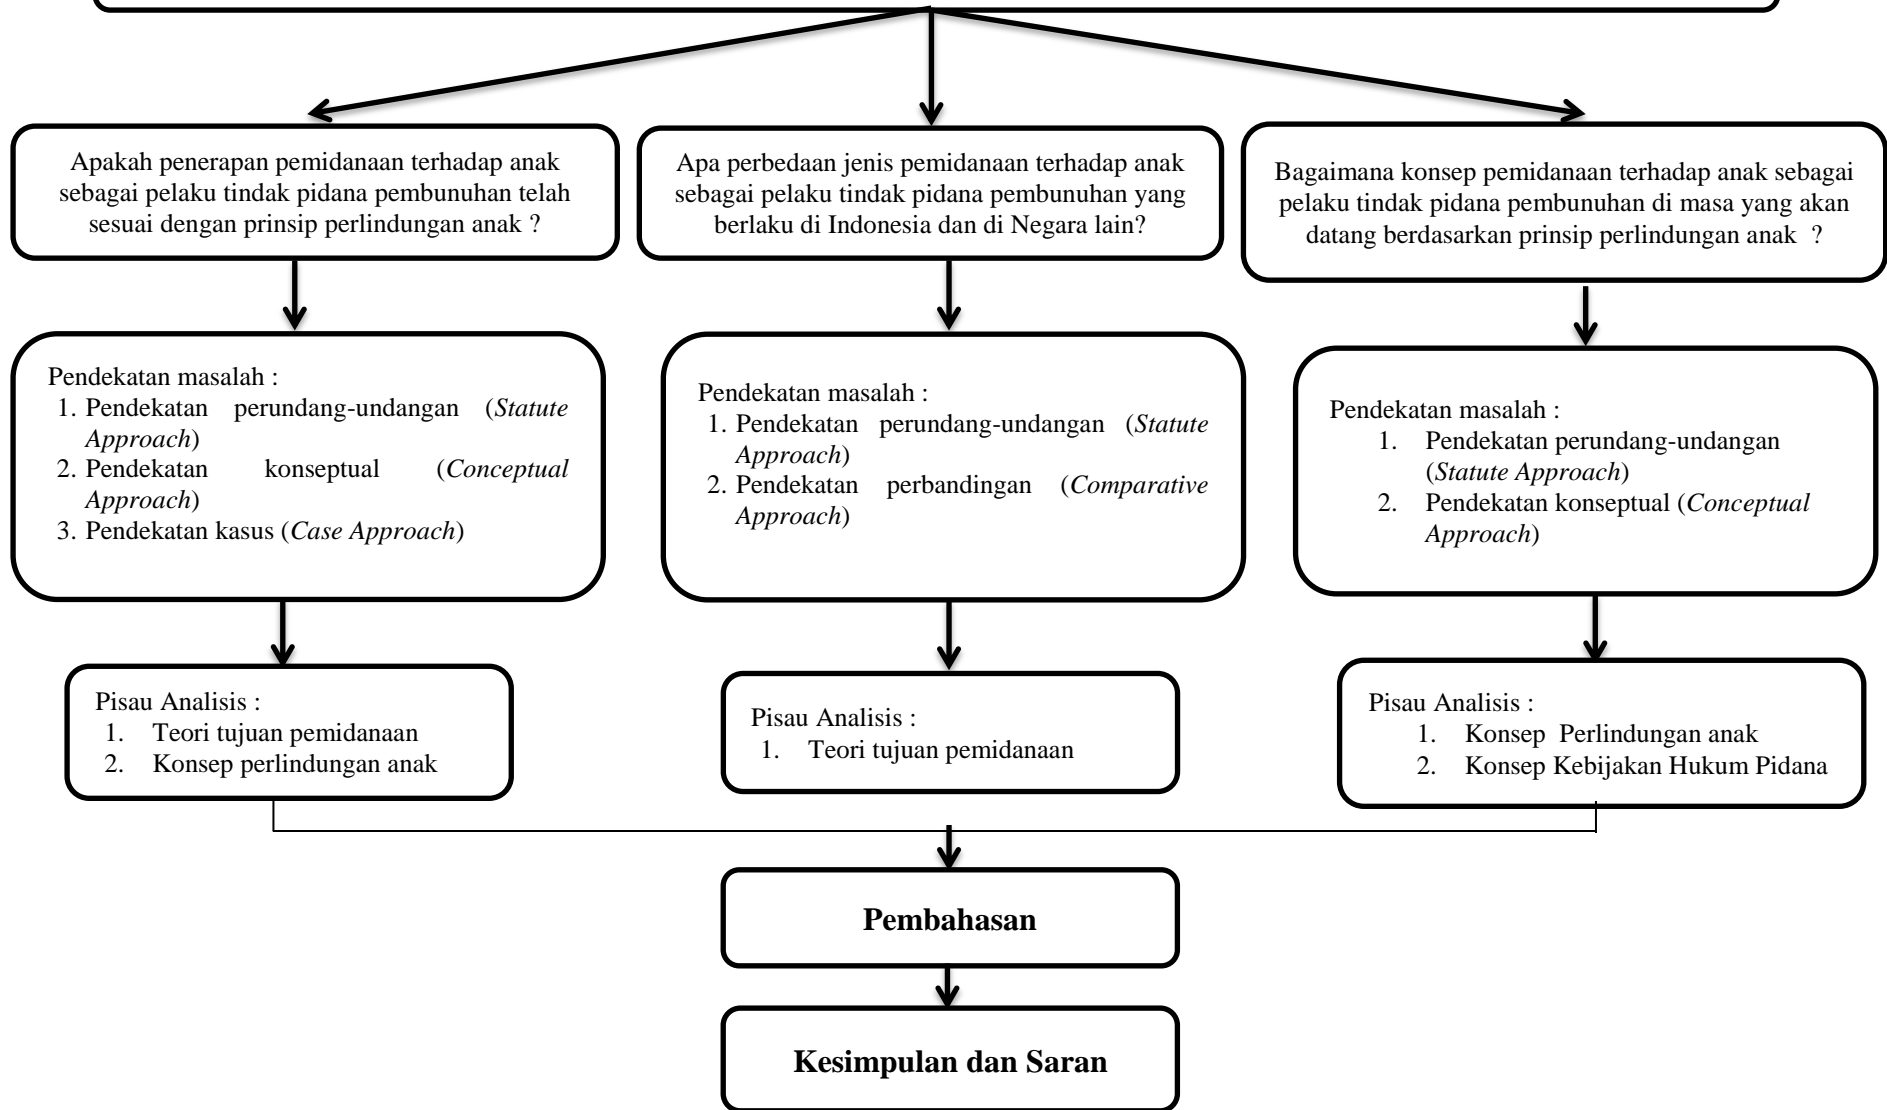 Apakah penerapan pemidanaan terhadap anak
sebagai pelaku tindak pidana pembunuhan telah
sesuai dengan prinsip perlindungan anak ?
Apa perbedaan jenis pemidanaan terhadap anak
sebagai pelaku tindak pidana pembunuhan yang
berlaku di Indonesia dan di Negara lain?
Bagaimana konsep pemidanaan terhadap anak sebagai
pelaku tindak pidana pembunuhan di masa yang akan
datang berdasarkan prinsip perlindungan anak ?
Pendekatan masalah :
1. Pendekatan perundang-undangan (Statute
Approach)
2. Pendekatan konseptual (Conceptual
Approach)
3. Pendekatan kasus (Case Approach)
Pendekatan masalah :
1. Pendekatan perundang-undangan (Statute
Approach)
2. Pendekatan perbandingan (Comparative
Approach)
Pendekatan masalah :
1. Pendekatan perundang-undangan
(Statute Approach)
2. Pendekatan konseptual (Conceptual
Approach)
Pisau Analisis :
1. Teori tujuan pemidanaan
2. Konsep perlindungan anak
Pisau Analisis :
1. Teori tujuan pemidanaan
Pisau Analisis :
1. Konsep Perlindungan anak
2. Konsep Kebijakan Hukum Pidana
Pembahasan
Kesimpulan dan Saran